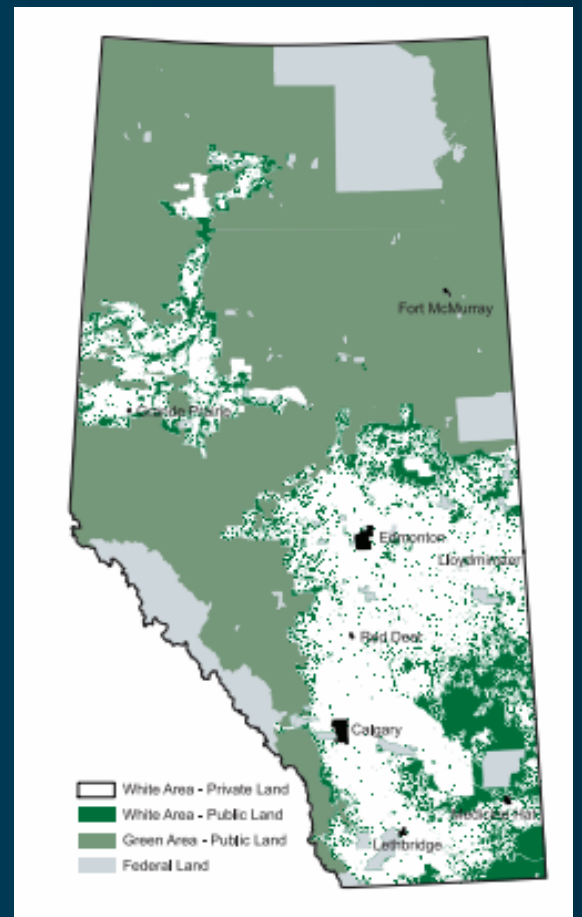 Fort McMurray
Grande Prairie
Edmonton
Lloydminster
Red Deer
Calgary
Medicine Hat
Lethbridge
White Area - Private Land
White Area - Public Land
Green Area - Public Land
Federal Land